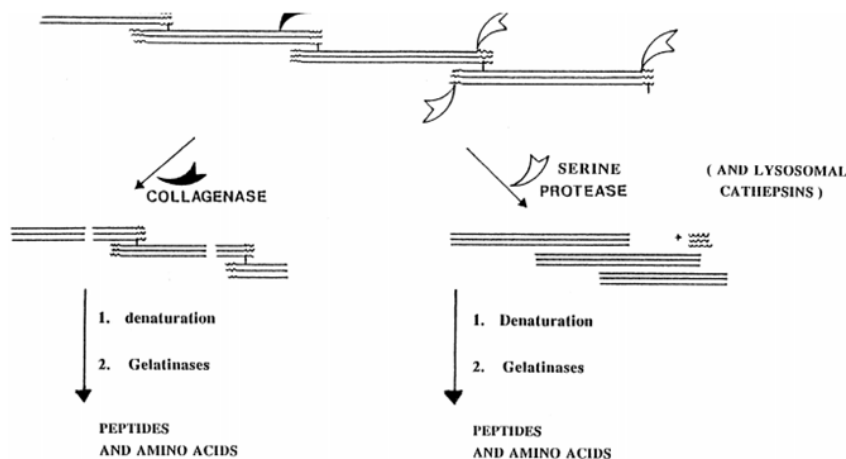 COLLAGENASE
SERINE
PROTEASE
( AND LYSOSOMAL
CATHEPSINS )
+
1. denaturation
2. Gelatinases
1. Denaturation
2. Gelatinases
PEPTIDES
AND AMINO ACIDS
PEPTIDES
AND AMINO ACIDS